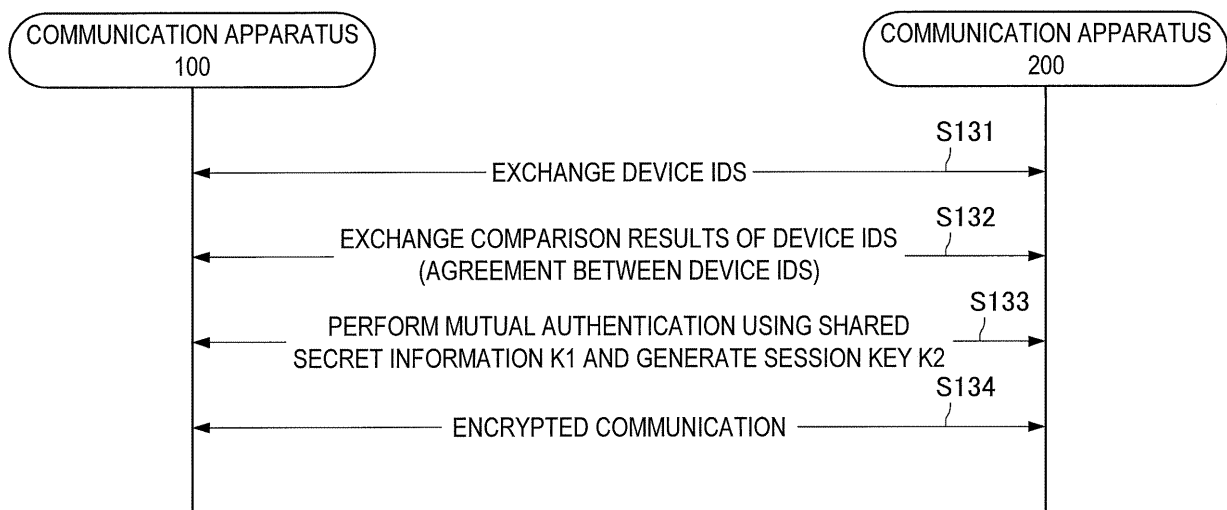 COMMUNICATION APPARATUS
100
COMMUNICATION APPARATUS
200
S131
EXCHANGE DEVICE IDS
S132
EXCHANGE COMPARISON RESULTS OF DEVICE IDS
(AGREEMENT BETWEEN DEVICE IDS)
S133
PERFORM MUTUAL AUTHENTICATION USING SHARED
SECRET INFORMATION K1 AND GENERATE SESSION KEY K2
S134
ENCRYPTED COMMUNICATION